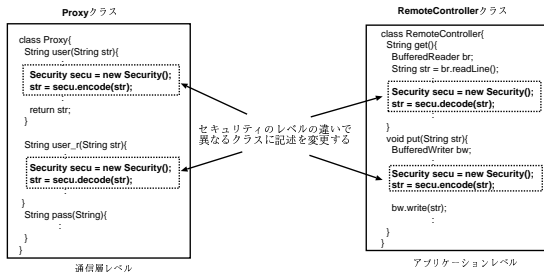 Proxyクラス
class Proxy{
String user(String str){
:
Security secu = new Security();
str = secu.encode(str);
:
return str;
}
String user_r(String str){
:
Security secu = new Security();
str = secu.decode(str);
:
}
String pass(String){
:
}
}
通信層レベル
セキュリティのレベルの違いで
異なるクラスに記述を変更する
RemoteControllerクラス
class RemoteController{
String get(){
BufferedReader br;
String str = br.readLine();
:
Security secu = new Security();
str = secu.decode(str);
:
}
void put(String str){
BufferedWriter bw;
:
Security secu = new Security();
str = secu.encode(str);
bw.write(str);
:
}
}
アプリケーションレベル